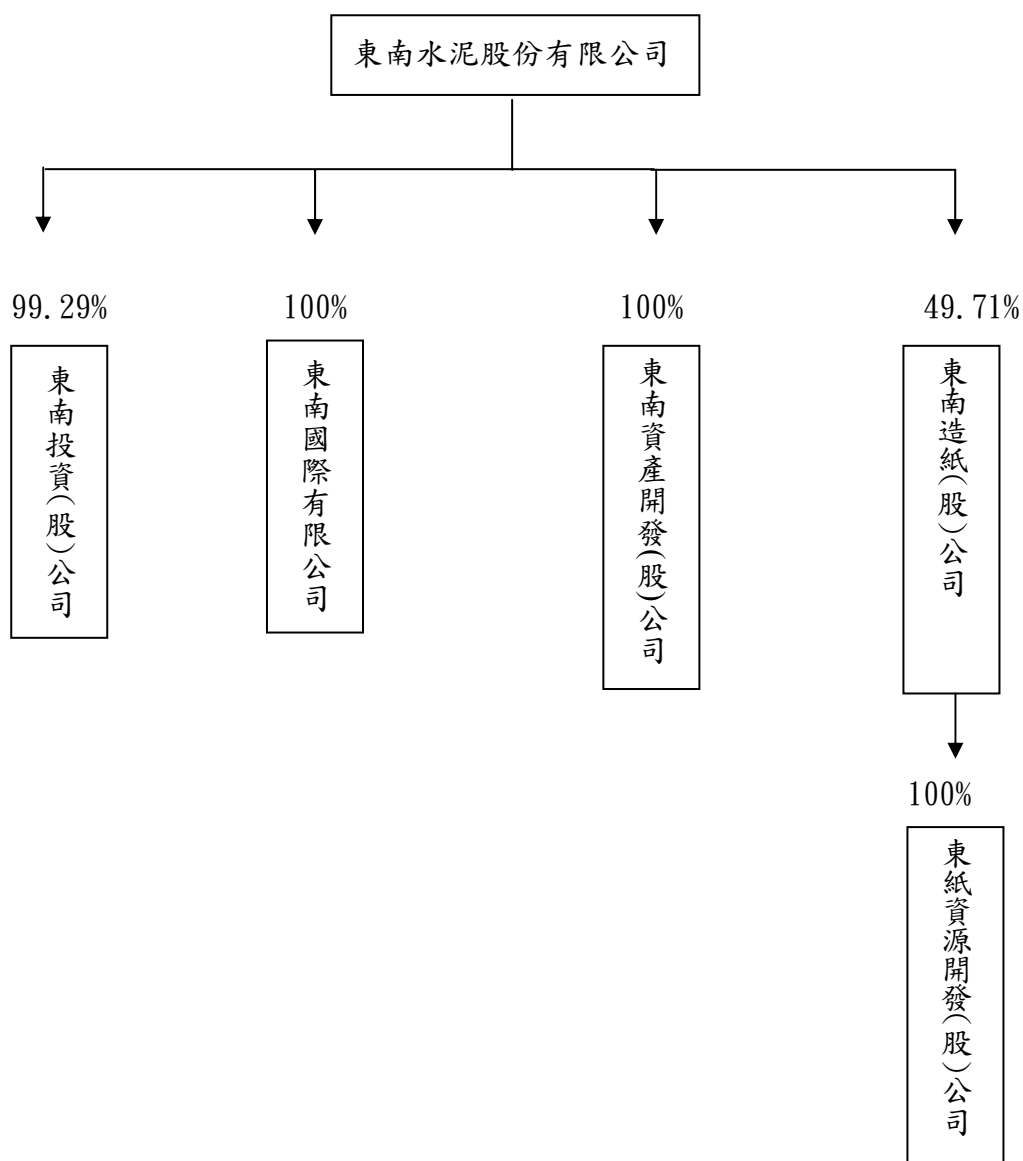 東南水泥股份有限公司
99.29%
100%
100%
49.71%
東南投資(股)公司
東南國際有限公司
東南資產開發(股)公司
東南造紙(股)公司
100%
東紙資源開發(股)公司